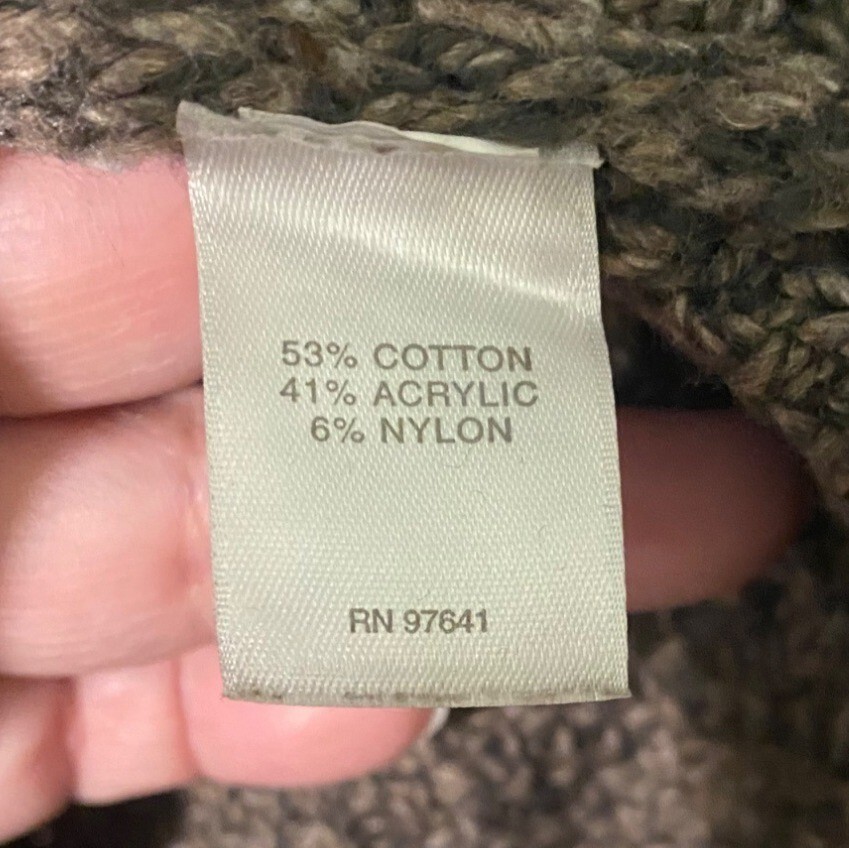 53% COTTON
41% ACRYLIC
6% NYLON
RN 97641